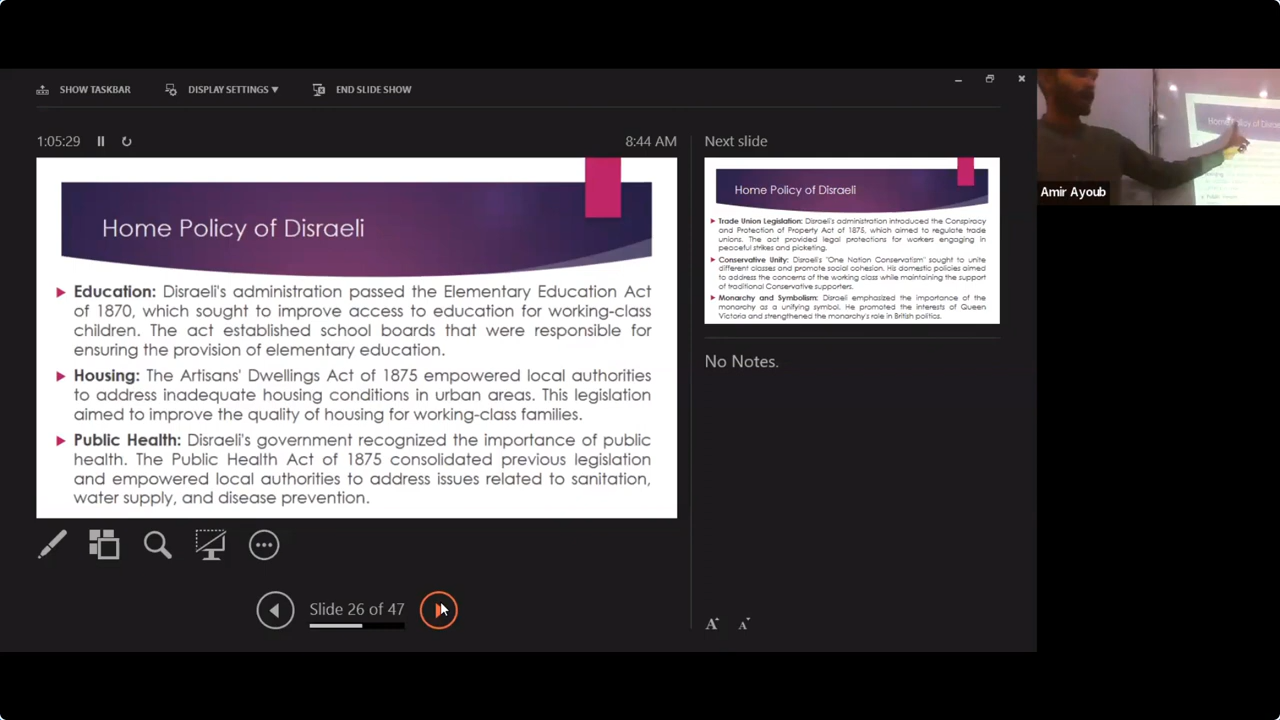 SHOW TASKBAR
DISPLAY SETTINGS ▼
END SLIDE SHOW
1:05:29
8:44 AM
Home Policy of Disraeli
Education: Disraeli's administration passed the Elementary Education Act
of 1870, which sought to improve access to education for working-class
children. The act established school boards that were responsible for
ensuring the provision of elementary education.
Housing: The Artisans' Dwellings Act of 1875 empowered local authorities
to address inadequate housing conditions in urban areas. This legislation
aimed to improve the quality of housing for working-class families.
Public Health: Disraeli's government recognized the importance of public
health. The Public Health Act of 1875 consolidated previous legislation
and empowered local authorities to address issues related to sanitation,
water supply, and disease prevention.
Slide 26 of 47
Next slide
Home Policy of Disraeli
Trade Union Legislation: Disraeli's administration introduced the Conspiracy
and Protection of Property Act of 1875, which aimed to regulate trade
unions. The act provided legal protections for workers engaging in
peaceful strikes and picketing.
Conservative Unity: Disraeli's "One Nation Conservatism" sought to unite
different classes and promote social cohesion. His domestic policies aimed
to address the concerns of the working class while maintaining the support
of traditional Conservative supporters.
Monarchy and Symbolism: Disraeli emphasized the importance of the
monarchy as a unifying symbol. He promoted the interests of Queen
Victoria and strengthened the monarchy's role in British politics.
No Notes.
A A
Amir Ayoub
Home Policy of